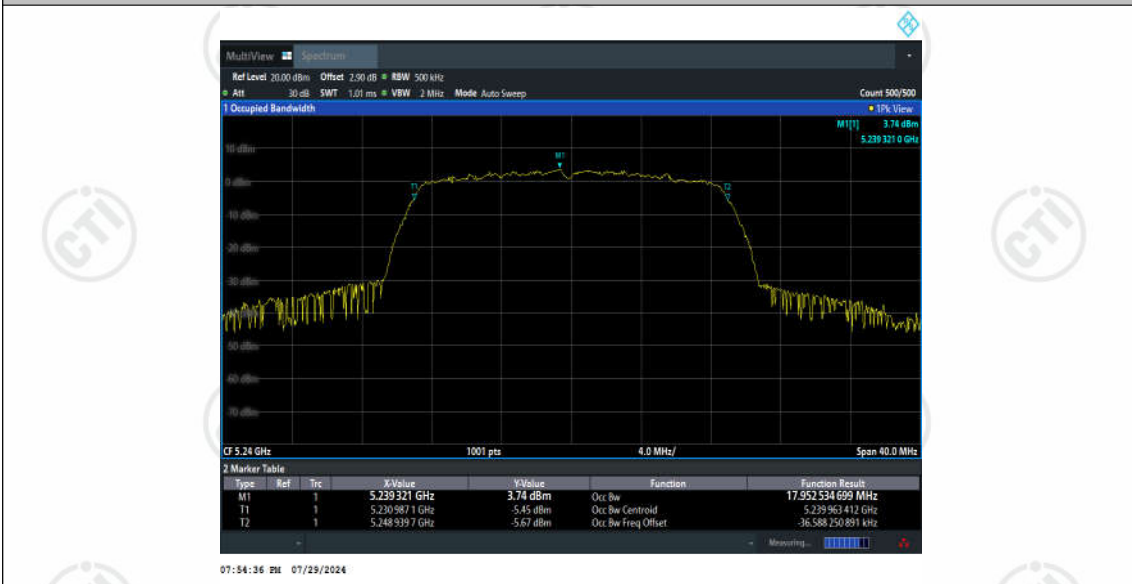 MultiView Spectrum
Ref Level 20.00 dBm Offset 2.90 dB RBW 500 kHz
Att 30 dB SWT 1.01 ms VBW 2 MHz Mode Auto Sweep Count 500/500
1 Occupied Bandwidth 1Pk View
M1[1] 3.74 dBm
5.239 321 0 GHz
10 dBm
M1
0 dBm
T1
T2
-10 dBm
-20 dBm
-30 dBm
-50 dBm
-60 dBm
-70 dBm
CF 5.24 GHz 1001 pts 4.0 MHz/ Span 40.0 MHz
2 Marker Table
Type Ref Trc X-Value Y-Value Function Function Result
M1 1 5.239 321 GHz 3.74 dBm Occ Bw 17.952 534 699 MHz
T1 1 5.230 987 1 GHz -5.45 dBm Occ Bw Centroid 5.239 963 412 GHz
T2 1 5.248 939 7 GHz -5.67 dBm Occ Bw Freq Offset -36.588 250 891 kHz
Measuring...
07:54:36 PM 07/29/2024
CTI
CTI